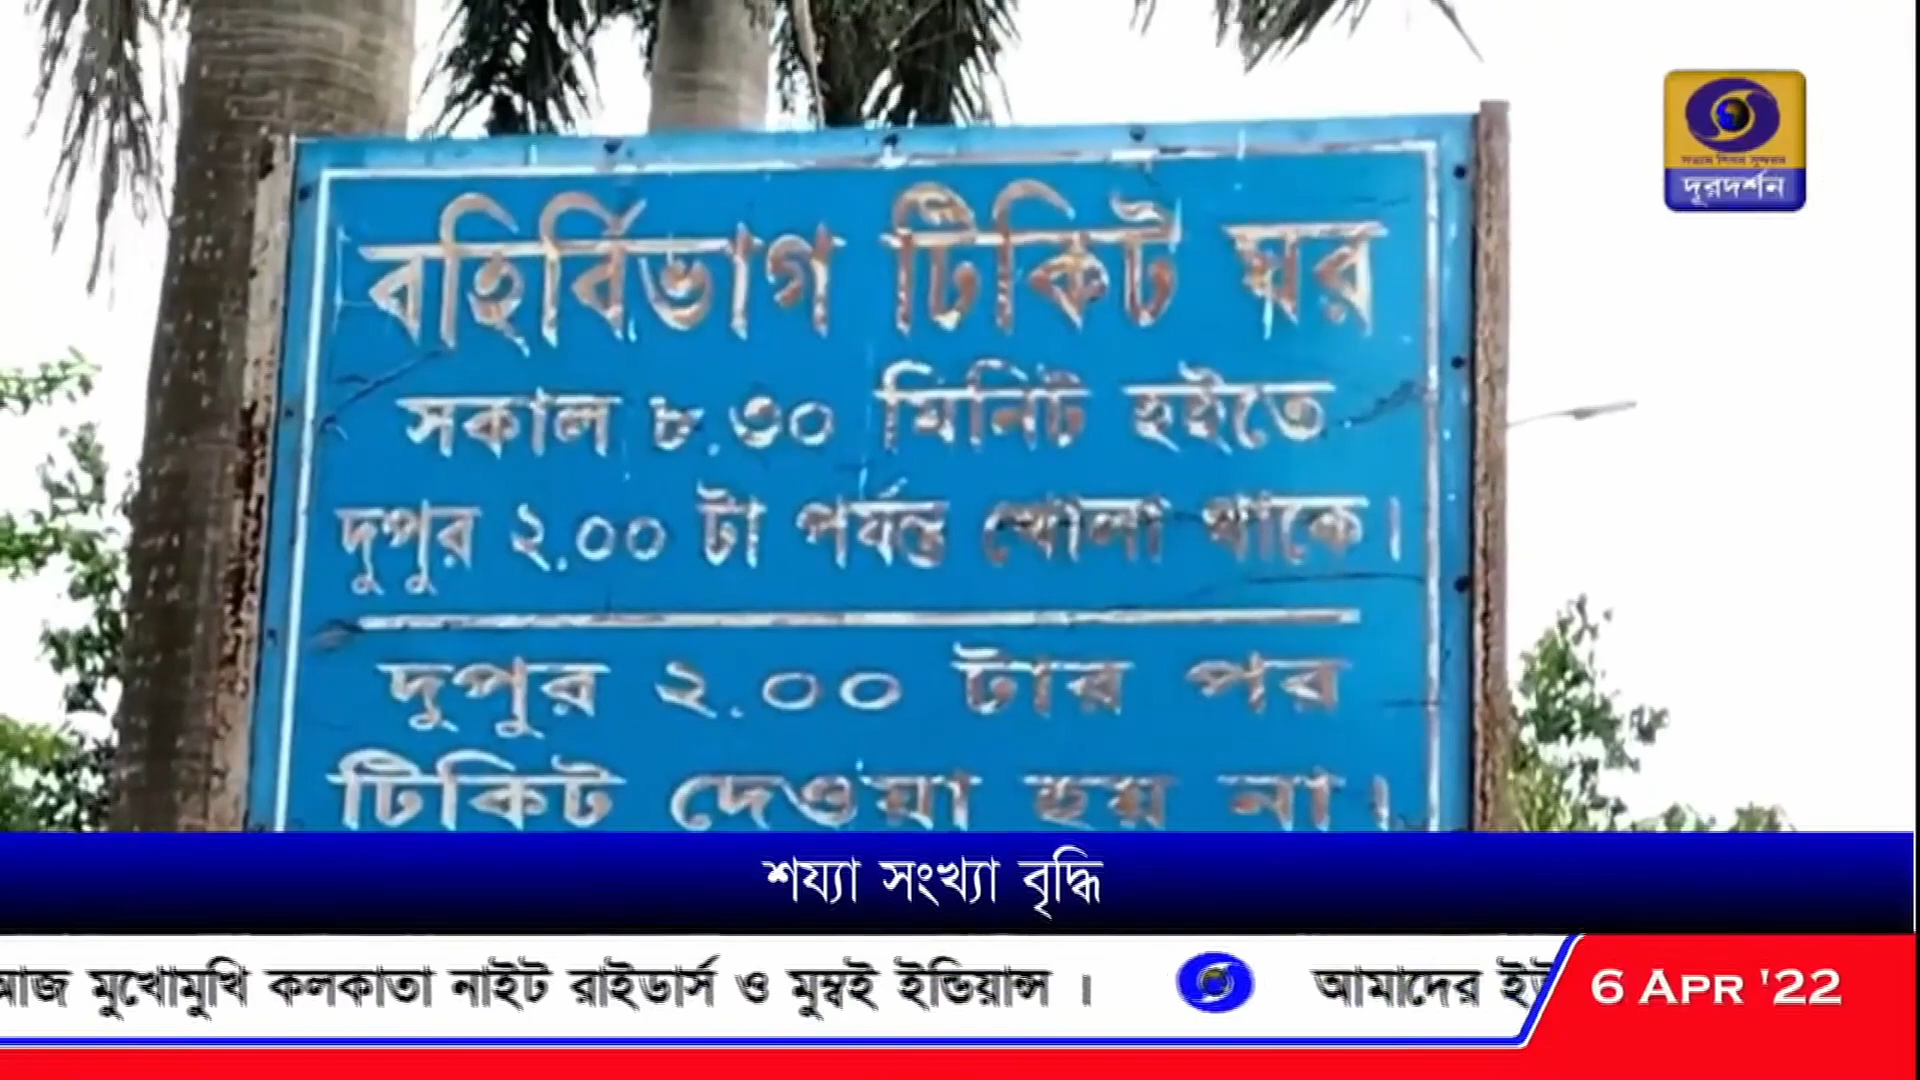 দূরদর্শন
বহির্বিভাগ টিকিট ঘর
সকাল ৮.৩০ মিনিট হইতে
দুপুর ২.০০ টা পর্যন্ত খোলা থাকে।
দুপুর ২.০০ টার পর
টিকিট দেওয়া হয় না।
শয্যা সংখ্যা বৃদ্ধি
আজ মুখোমুখি কলকাতা নাইট রাইডার্স ও মুম্বই ইন্ডিয়ান্স । আমাদের
6 APR '22